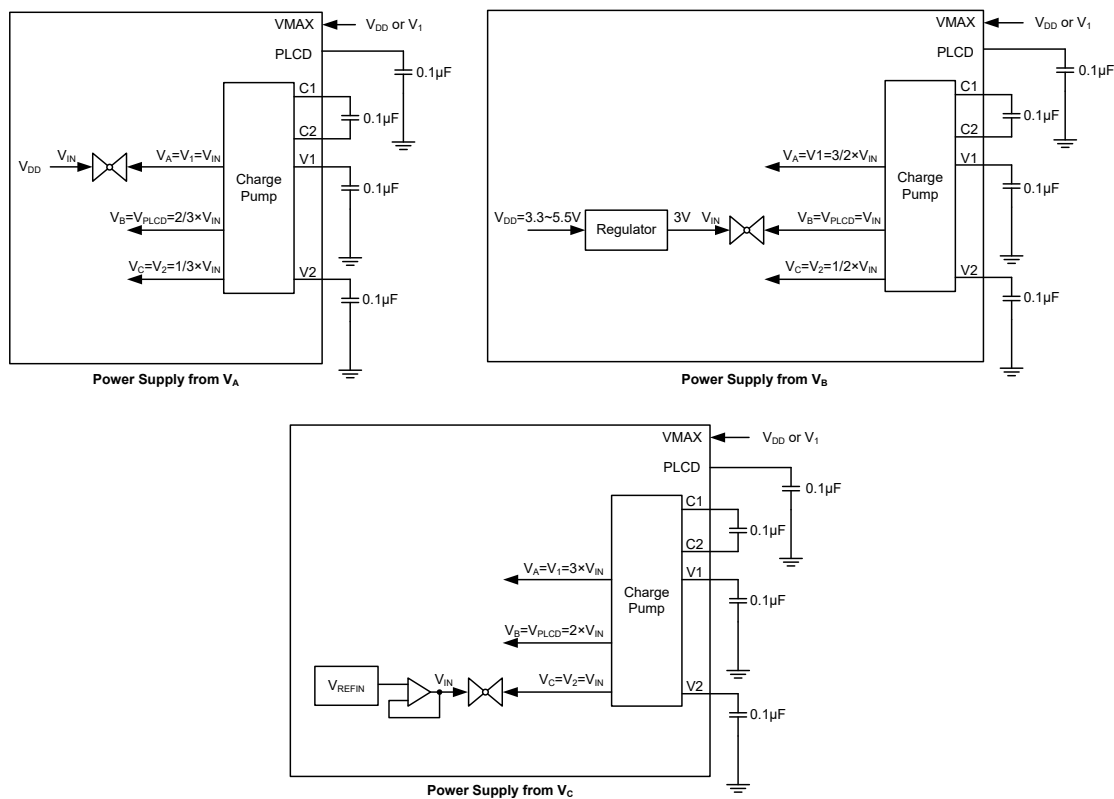 VMAX
V_DD or V_1
PLCD
0.1μF
C1
0.1μF
C2
V_DD
V_IN
V_A=V_1=V_IN
V1
Charge
Pump
0.1μF
V_B=V_PLCD=2/3×V_IN
V_C=V_2=1/3×V_IN
V2
0.1μF
Power Supply from V_A
VMAX
V_DD or V_1
PLCD
0.1μF
C1
0.1μF
C2
V_A=V1=3/2×V_IN
V1
Charge
Pump
0.1μF
V_DD=3.3~5.5V
Regulator
3V
V_IN
V_B=V_PLCD=V_IN
V_C=V_2=1/2×V_IN
V2
0.1μF
Power Supply from V_B
VMAX
V_DD or V_1
PLCD
0.1μF
C1
0.1μF
C2
V_A=V_1=3×V_IN
V1
Charge
Pump
0.1μF
V_B=V_PLCD=2×V_IN
V_REFIN
V_IN
V_C=V_2=V_IN
V2
0.1μF
Power Supply from V_C